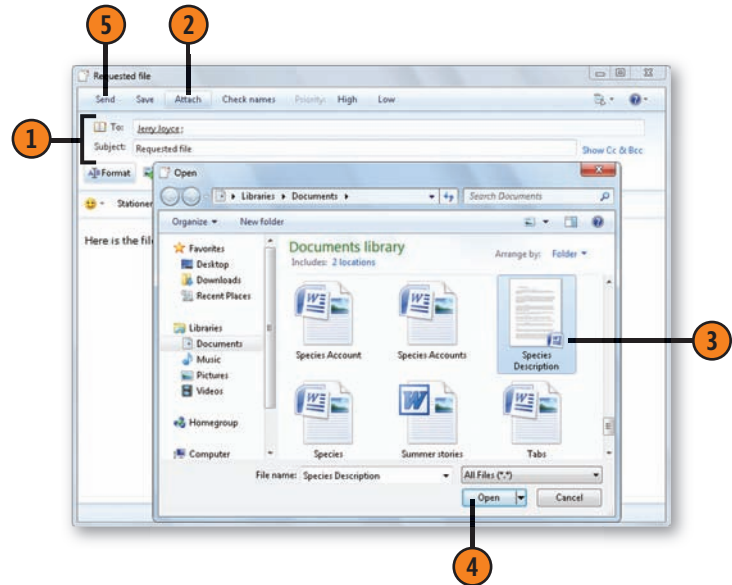 5
2
Requested file
Send Save Attach Check names Priority: High Low
1
To: Jerry Joyce;
Subject: Requested file
Show Cc & Bcc
Format
Open
Libraries Documents
Search Documents
Organize New folder
Here is the
Favorites
Desktop
Downloads
Recent Places
Libraries
Documents
Music
Pictures
Videos
Homegroup
Computer
Documents library
Includes: 2 locations
Arrange by: Folder
Species Account
Species Accounts
Species
Description
3
Species
Summer stories
Tabs
File name: Species Description
All Files (*.*)
Open Cancel
4